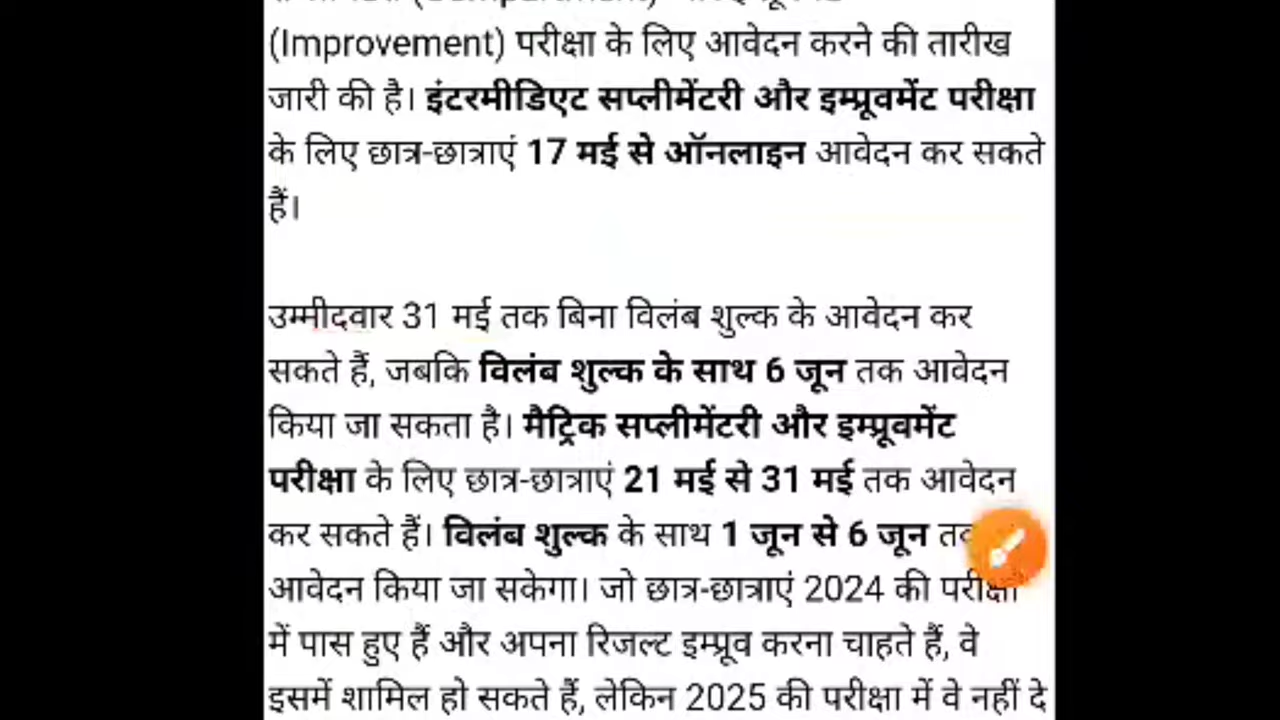 (Improvement) परीक्षा के लिए आवेदन करने की तारीख
जारी की है। इंटरमीडिएट सप्लीमेंटरी और इम्प्रूवमेंट परीक्षा
के लिए छात्र-छात्राएं 17 मई से ऑनलाइन आवेदन कर सकते
हैं।
उम्मीदवार 31 मई तक बिना विलंब शुल्क के आवेदन कर
सकते हैं, जबकि विलंब शुल्क के साथ 6 जून तक आवेदन
किया जा सकता है। मैट्रिक सप्लीमेंटरी और इम्प्रूवमेंट
परीक्षा के लिए छात्र-छात्राएं 21 मई से 31 मई तक आवेदन
कर सकते हैं। विलंब शुल्क के साथ 1 जून से 6 जून तक
आवेदन किया जा सकेगा। जो छात्र-छात्राएं 2024 की परीक्षा
में पास हुए हैं और अपना रिजल्ट इम्प्रूव करना चाहते हैं, वे
इसमें शामिल हो सकते हैं, लेकिन 2025 की परीक्षा में वे नहीं दे